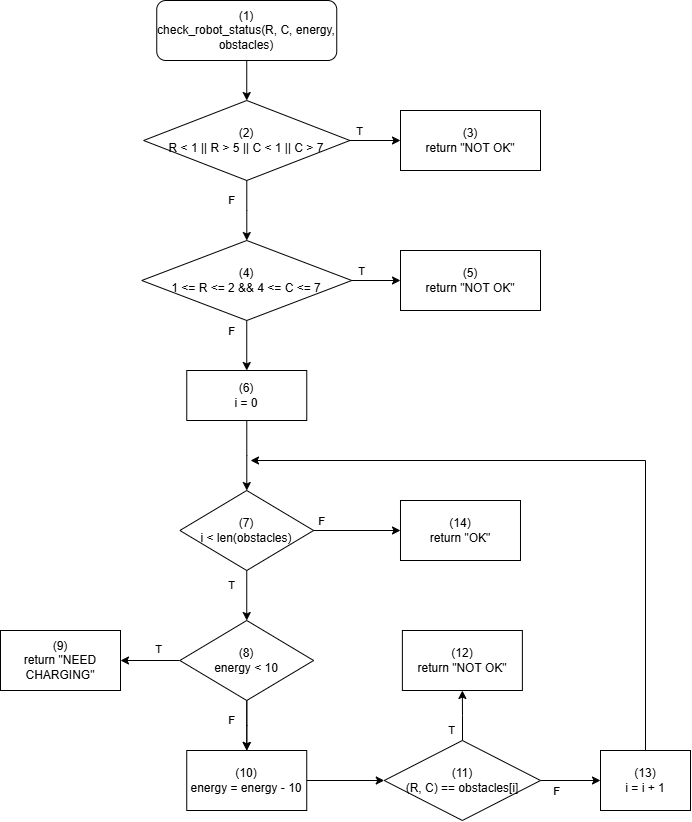 (1)
check_robot_status(R, C, energy,
obstacles)
(2)
R < 1 || R > 5 || C < 1 || C > 7
T
(3)
return "NOT OK"
F
(4)
1 <= R <= 2 && 4 <= C <= 7
T
(5)
return "NOT OK"
F
(6)
i = 0
(7)
i < len(obstacles)
F
(14)
return "OK"
T
(8)
energy < 10
T
(9)
return "NEED
CHARGING"
F
(10)
energy = energy - 10
(11)
(R, C) == obstacles[i]
T
(12)
return "NOT OK"
F
(13)
i = i + 1